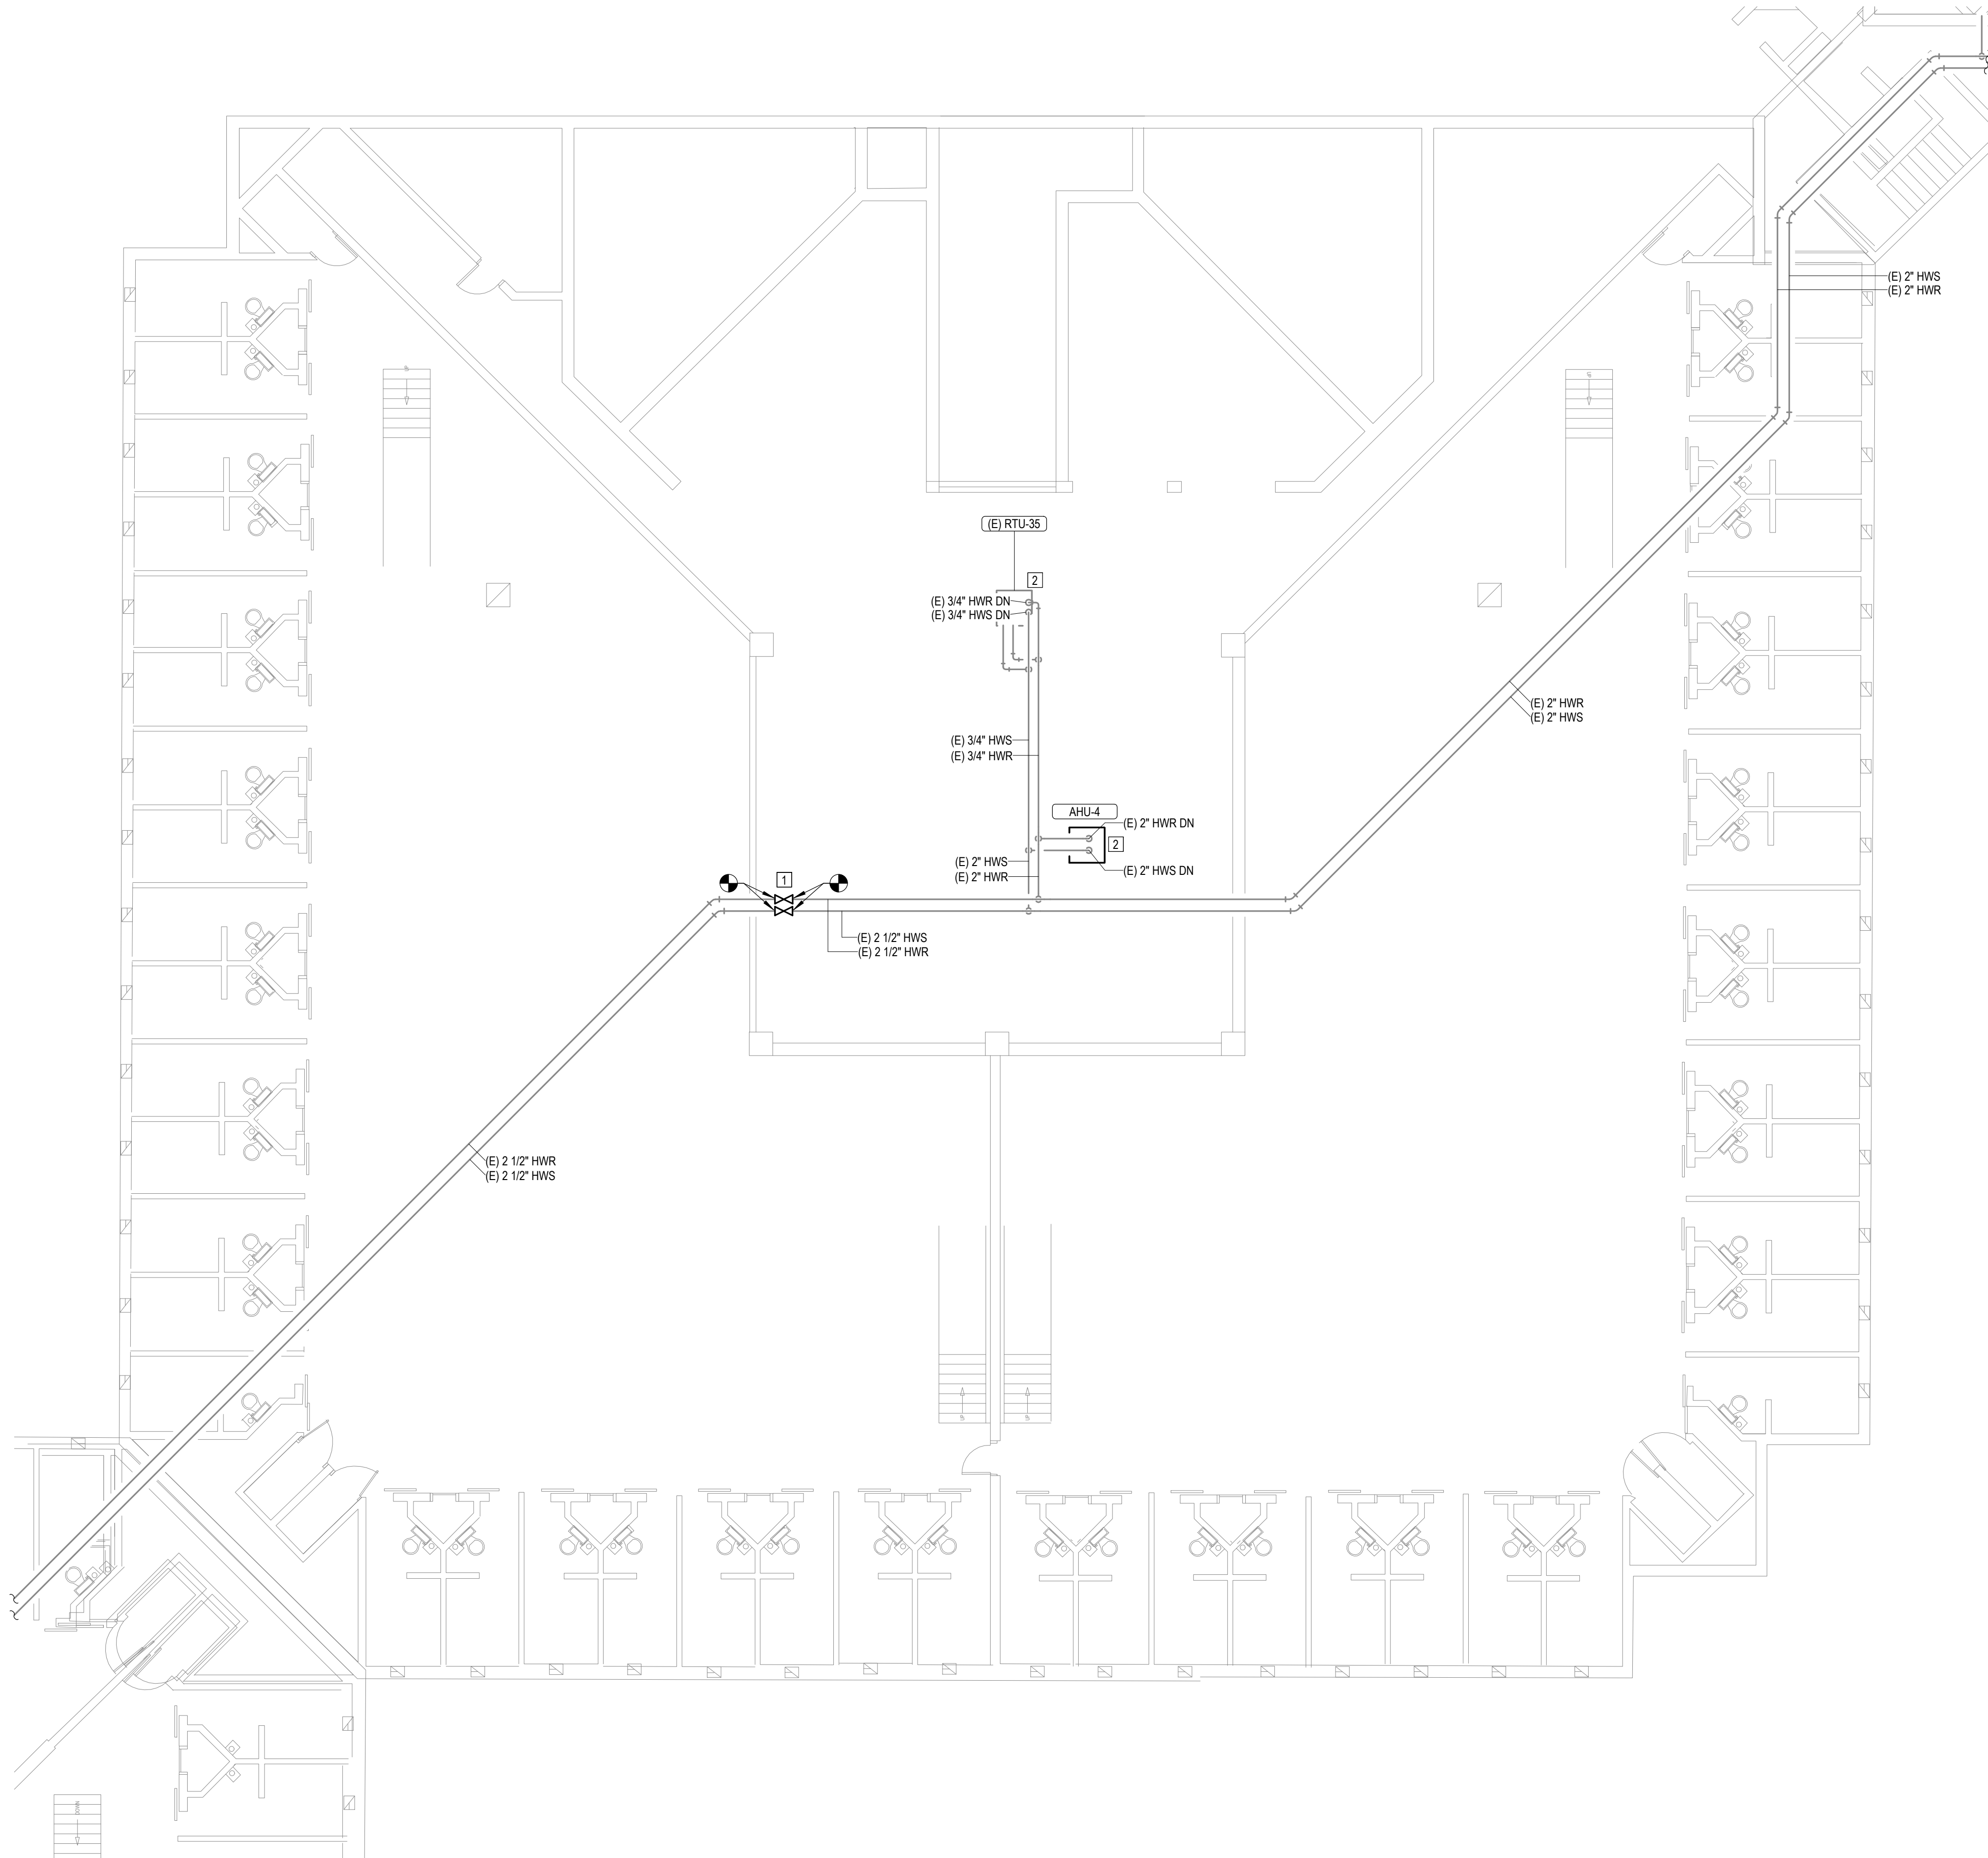 (E) 2" HWS
(E) 2" HWR
(E) RTU-35
2
(E) 3/4" HWR DN
(E) 3/4" HWS DN
(E) 2" HWR
(E) 2" HWS
(E) 3/4" HWS
(E) 3/4" HWR
AHU-4
(E) 2" HWR DN
2
(E) 2" HWS
(E) 2" HWS DN
(E) 2" HWR
1
(E) 2 1/2" HWS
(E) 2 1/2" HWR
(E) 2 1/2" HWR
(E) 2 1/2" HWS
DOWN